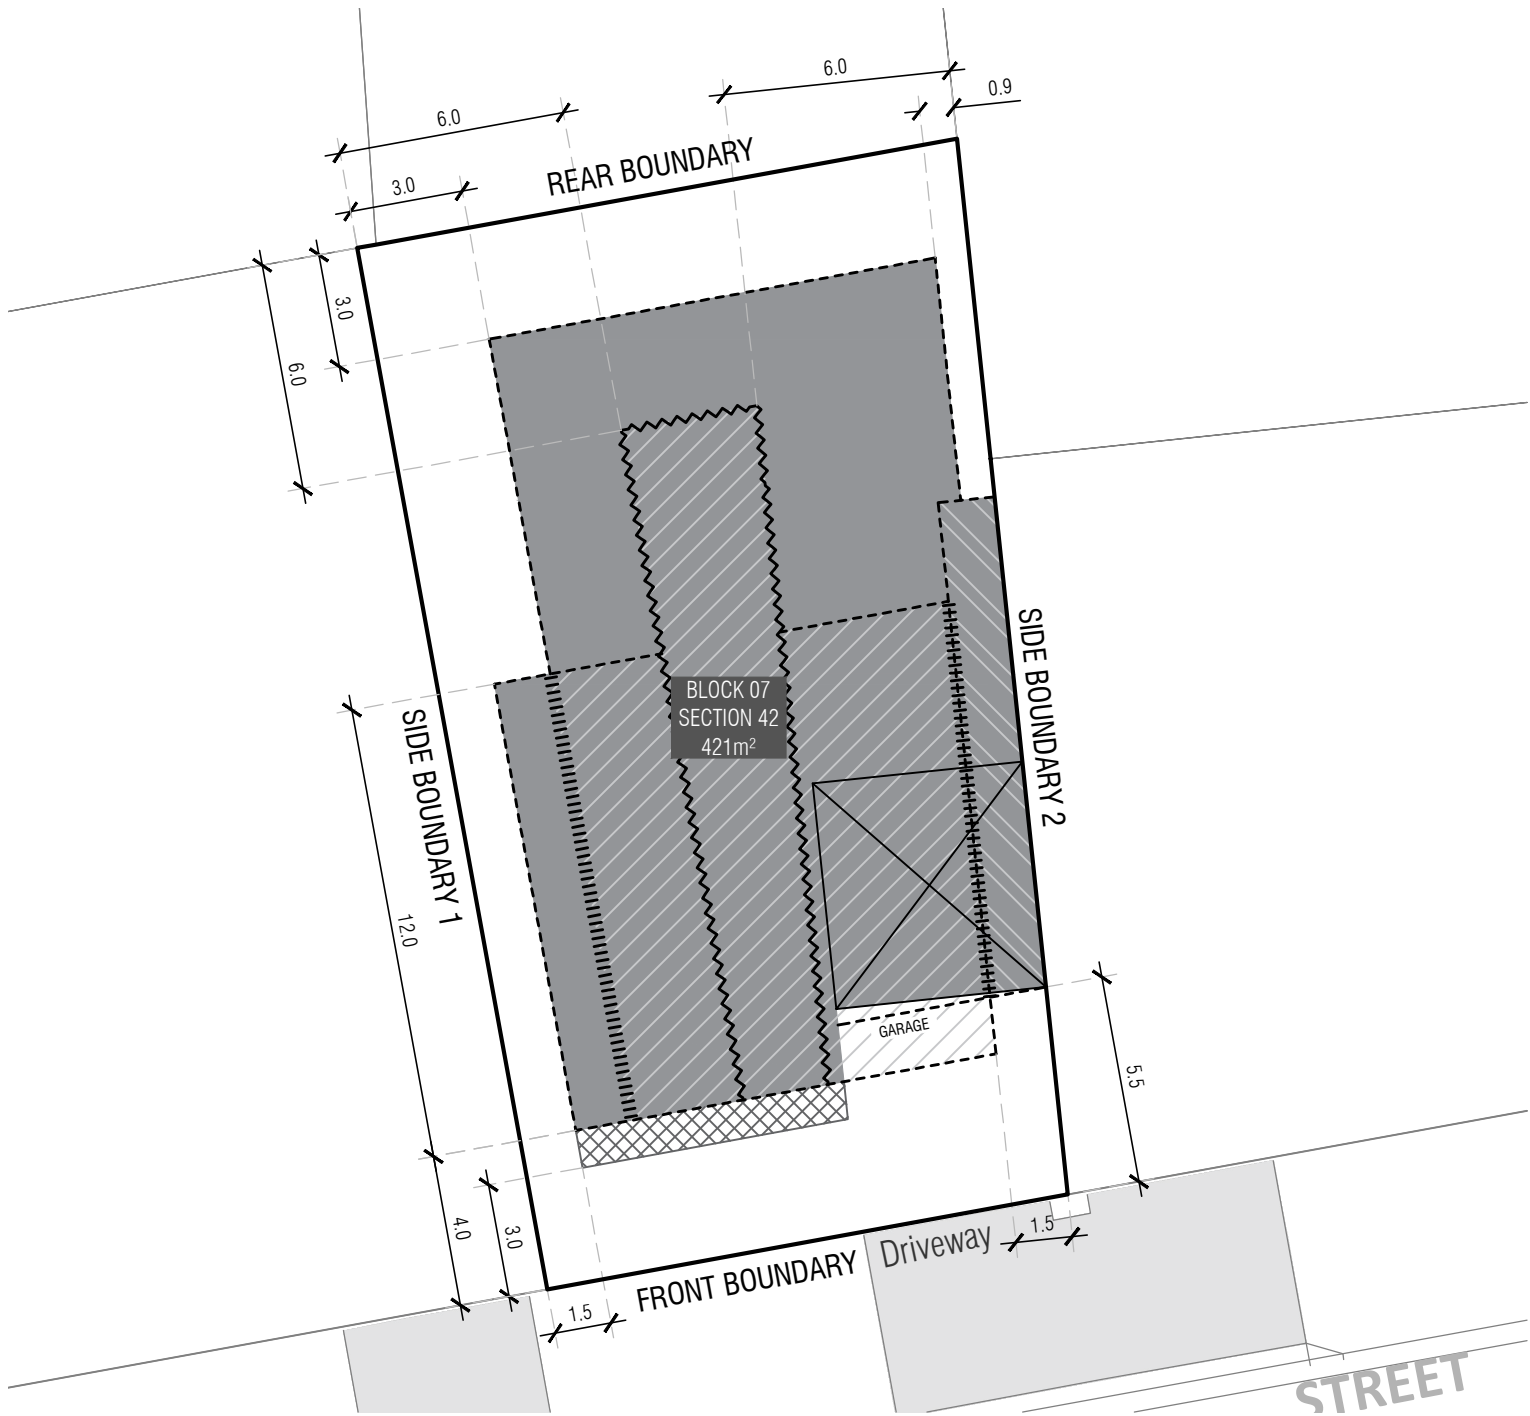 6.0
0.9
6.0
REAR BOUNDARY
3.0
3.0
6.0
SIDE BOUNDARY 2
BLOCK 07
SECTION 42
421m²
SIDE BOUNDARY 1
12.0
GARAGE
5.5
4.0
3.0
1.5
Driveway
FRONT BOUNDARY
1.5
STREET